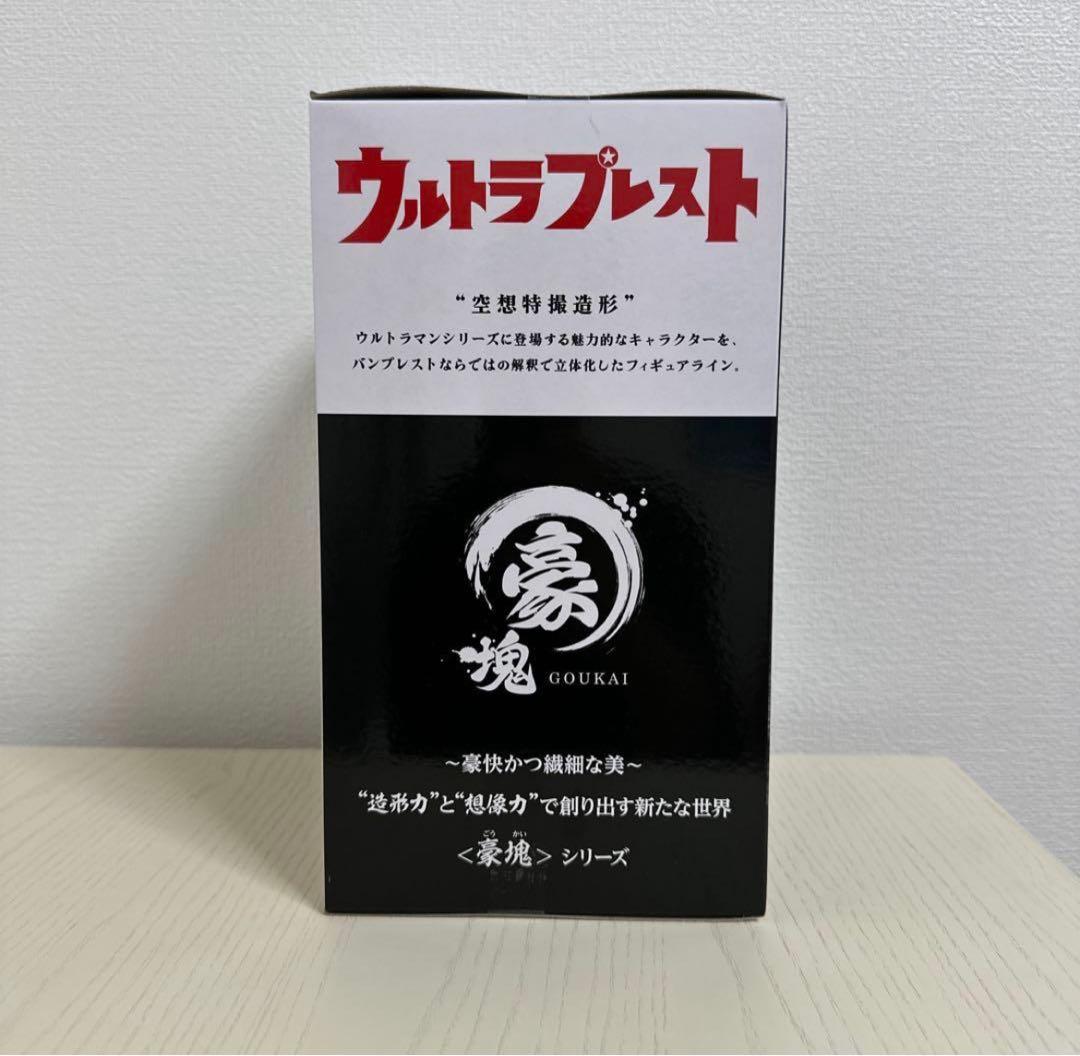 ウルトラプレスト
“空想特撮造形”
ウルトラマンシリーズに登場する魅力的なキャラクターを、
バンプレストならではの解釈で立体化したフィギュアライン。
豪
塊 GOUKAI
～豪快かつ繊細な美～
“造形力”と“想像力”で創り出す新たな世界
ごう かい
＜豪塊＞ シリーズ